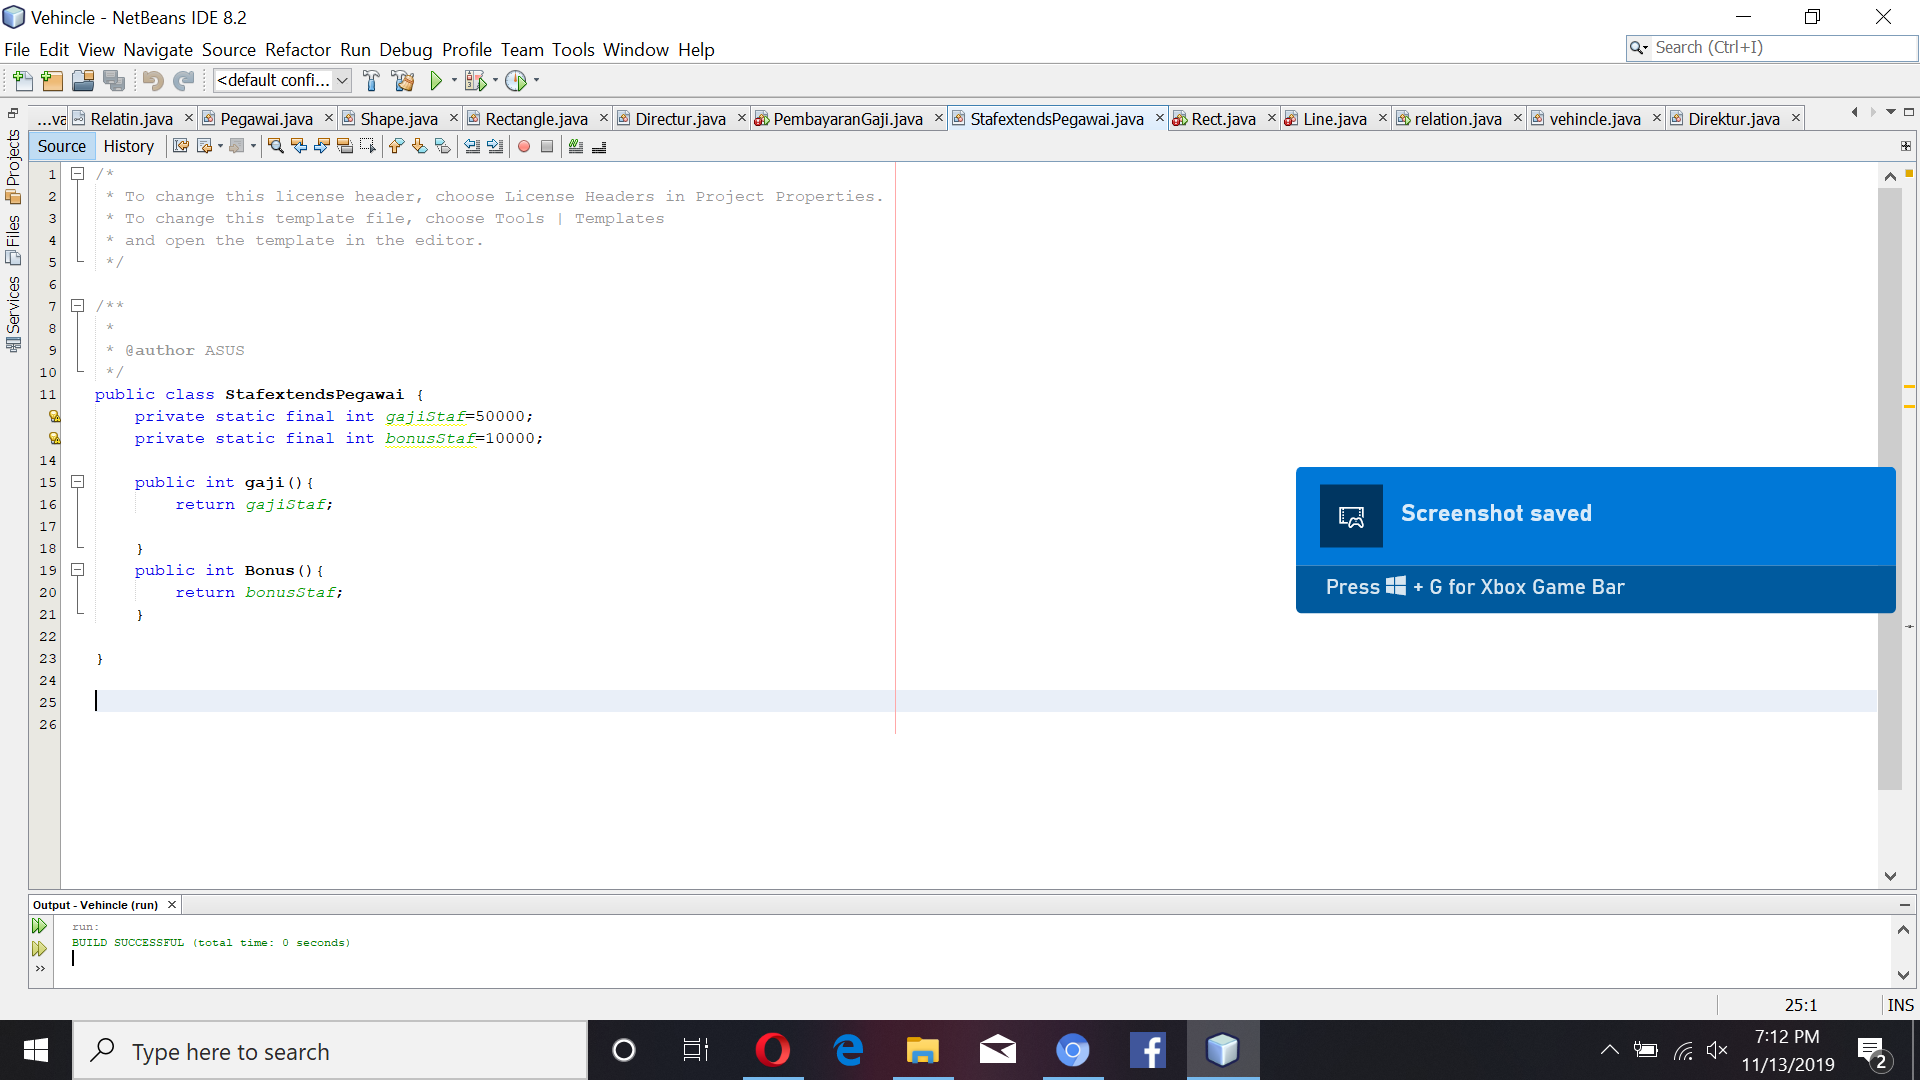 Vehincle - NetBeans IDE 8.2
File Edit View Navigate Source Refactor Run Debug Profile Team Tools Window Help
Search (Ctrl+I)
<default confi...
...va Relatin.java Pegawai.java Shape.java Rectangle.java Directur.java PembayaranGaji.java StafextendsPegawai.java Rect.java Line.java relation.java vehincle.java Direktur.java
Source History
Projects
Files
Services
1 /*
2 * To change this license header, choose License Headers in Project Properties.
3 * To change this template file, choose Tools | Templates
4 * and open the template in the editor.
5 */
6
7 /**
8 *
9 * @author ASUS
10 */
11 public class StafextendsPegawai {
private static final int gajiStaf=50000;
private static final int bonusStaf=10000;
14
15 public int gaji(){
16 return gajiStaf;
17
18 }
19 public int Bonus(){
20 return bonusStaf;
21 }
22
23 }
24
25
26
Screenshot saved
Press + G for Xbox Game Bar
Output - Vehincle (run)
run:
BUILD SUCCESSFUL (total time: 0 seconds)
25:1 INS
Type here to search
7:12 PM
11/13/2019
2